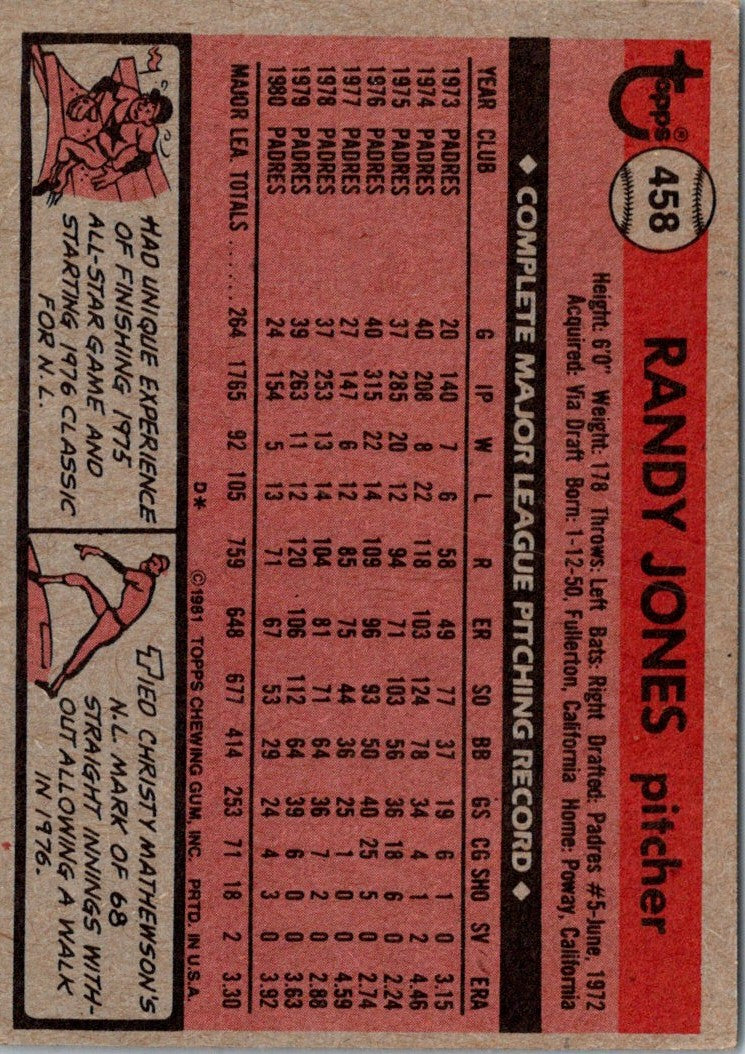 topps®
458
RANDY JONES pitcher
Height: 6'0" Weight: 178 Throws: Left Bats: Right Drafted: Padres #5-June, 1972
Acquired: Via Draft Born: 1-12-50, Fullerton, California Home: Poway, California
◆ COMPLETE MAJOR LEAGUE PITCHING RECORD ◆
YEAR CLUB G IP W L R ER SO BB GS CG SHO SV ERA
1973 PADRES 20 140 7 6 58 49 77 37 19 6 1 0 3.15
1974 PADRES 40 208 8 22 118 103 124 78 34 4 1 2 4.46
1975 PADRES 37 285 20 12 94 71 103 56 36 18 6 0 2.24
1976 PADRES 40 315 22 14 109 96 93 50 40 25 5 0 2.74
1977 PADRES 27 147 6 12 85 75 44 36 25 1 0 0 4.59
1978 PADRES 37 253 13 14 104 81 71 64 36 7 2 0 2.88
1979 PADRES 39 263 11 12 120 106 112 64 39 6 0 0 3.63
1980 PADRES 24 154 5 13 71 67 53 29 24 4 3 0 3.92
MAJOR LEA. TOTALS ....... 264 1765 92 105 759 648 677 414 253 71 18 2 3.30
D* ©1981 TOPPS CHEWING GUM, INC. PRTD. IN U.S.A.
HAD UNIQUE EXPERIENCE
OF FINISHING 1975
ALL-STAR GAME AND
STARTING 1976 CLASSIC
FOR N.L.
TIED CHRISTY MATHEWSON'S
N.L. MARK OF 68
STRAIGHT INNINGS WITH-
OUT ALLOWING A WALK
IN 1976.